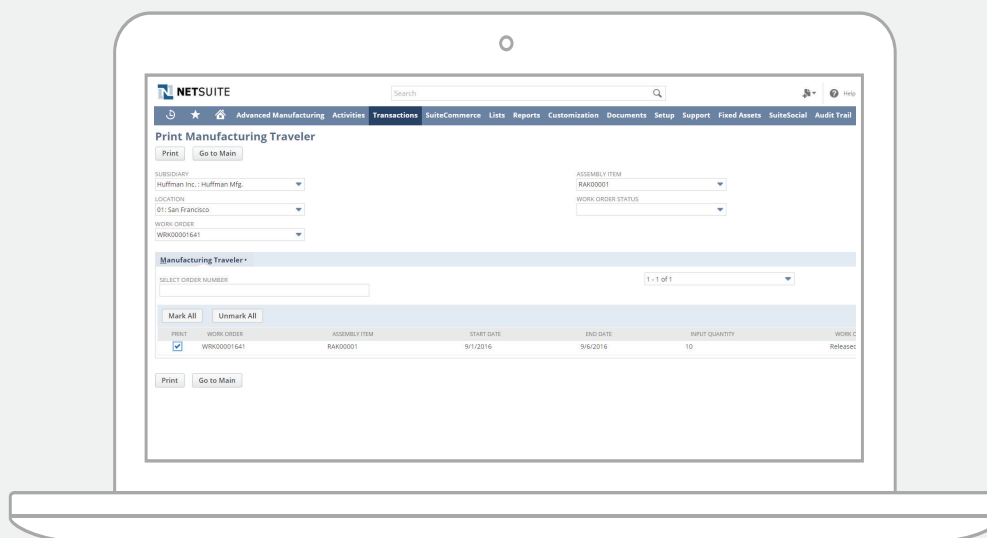 NETSUITE
Search
Help
Advanced Manufacturing Activities Transactions SuiteCommerce Lists Reports Customization Documents Setup Support Fixed Assets SuiteSocial Audit Trail
Print Manufacturing Traveler
Print Go to Main
SUBSIDIARY ASSEMBLY ITEM
Huffman Inc. : Huffman Mfg. RAK00001
LOCATION WORK ORDER STATUS
01: San Francisco
WORK ORDER
WRK00001641
Manufacturing Traveler •
SELECT ORDER NUMBER 1 - 1 of 1
Mark All Unmark All
PRINT WORK ORDER ASSEMBLY ITEM START DATE END DATE INPUT QUANTITY WORK
WRK00001641 RAK00001 9/1/2016 9/6/2016 10 Released
Print Go to Main